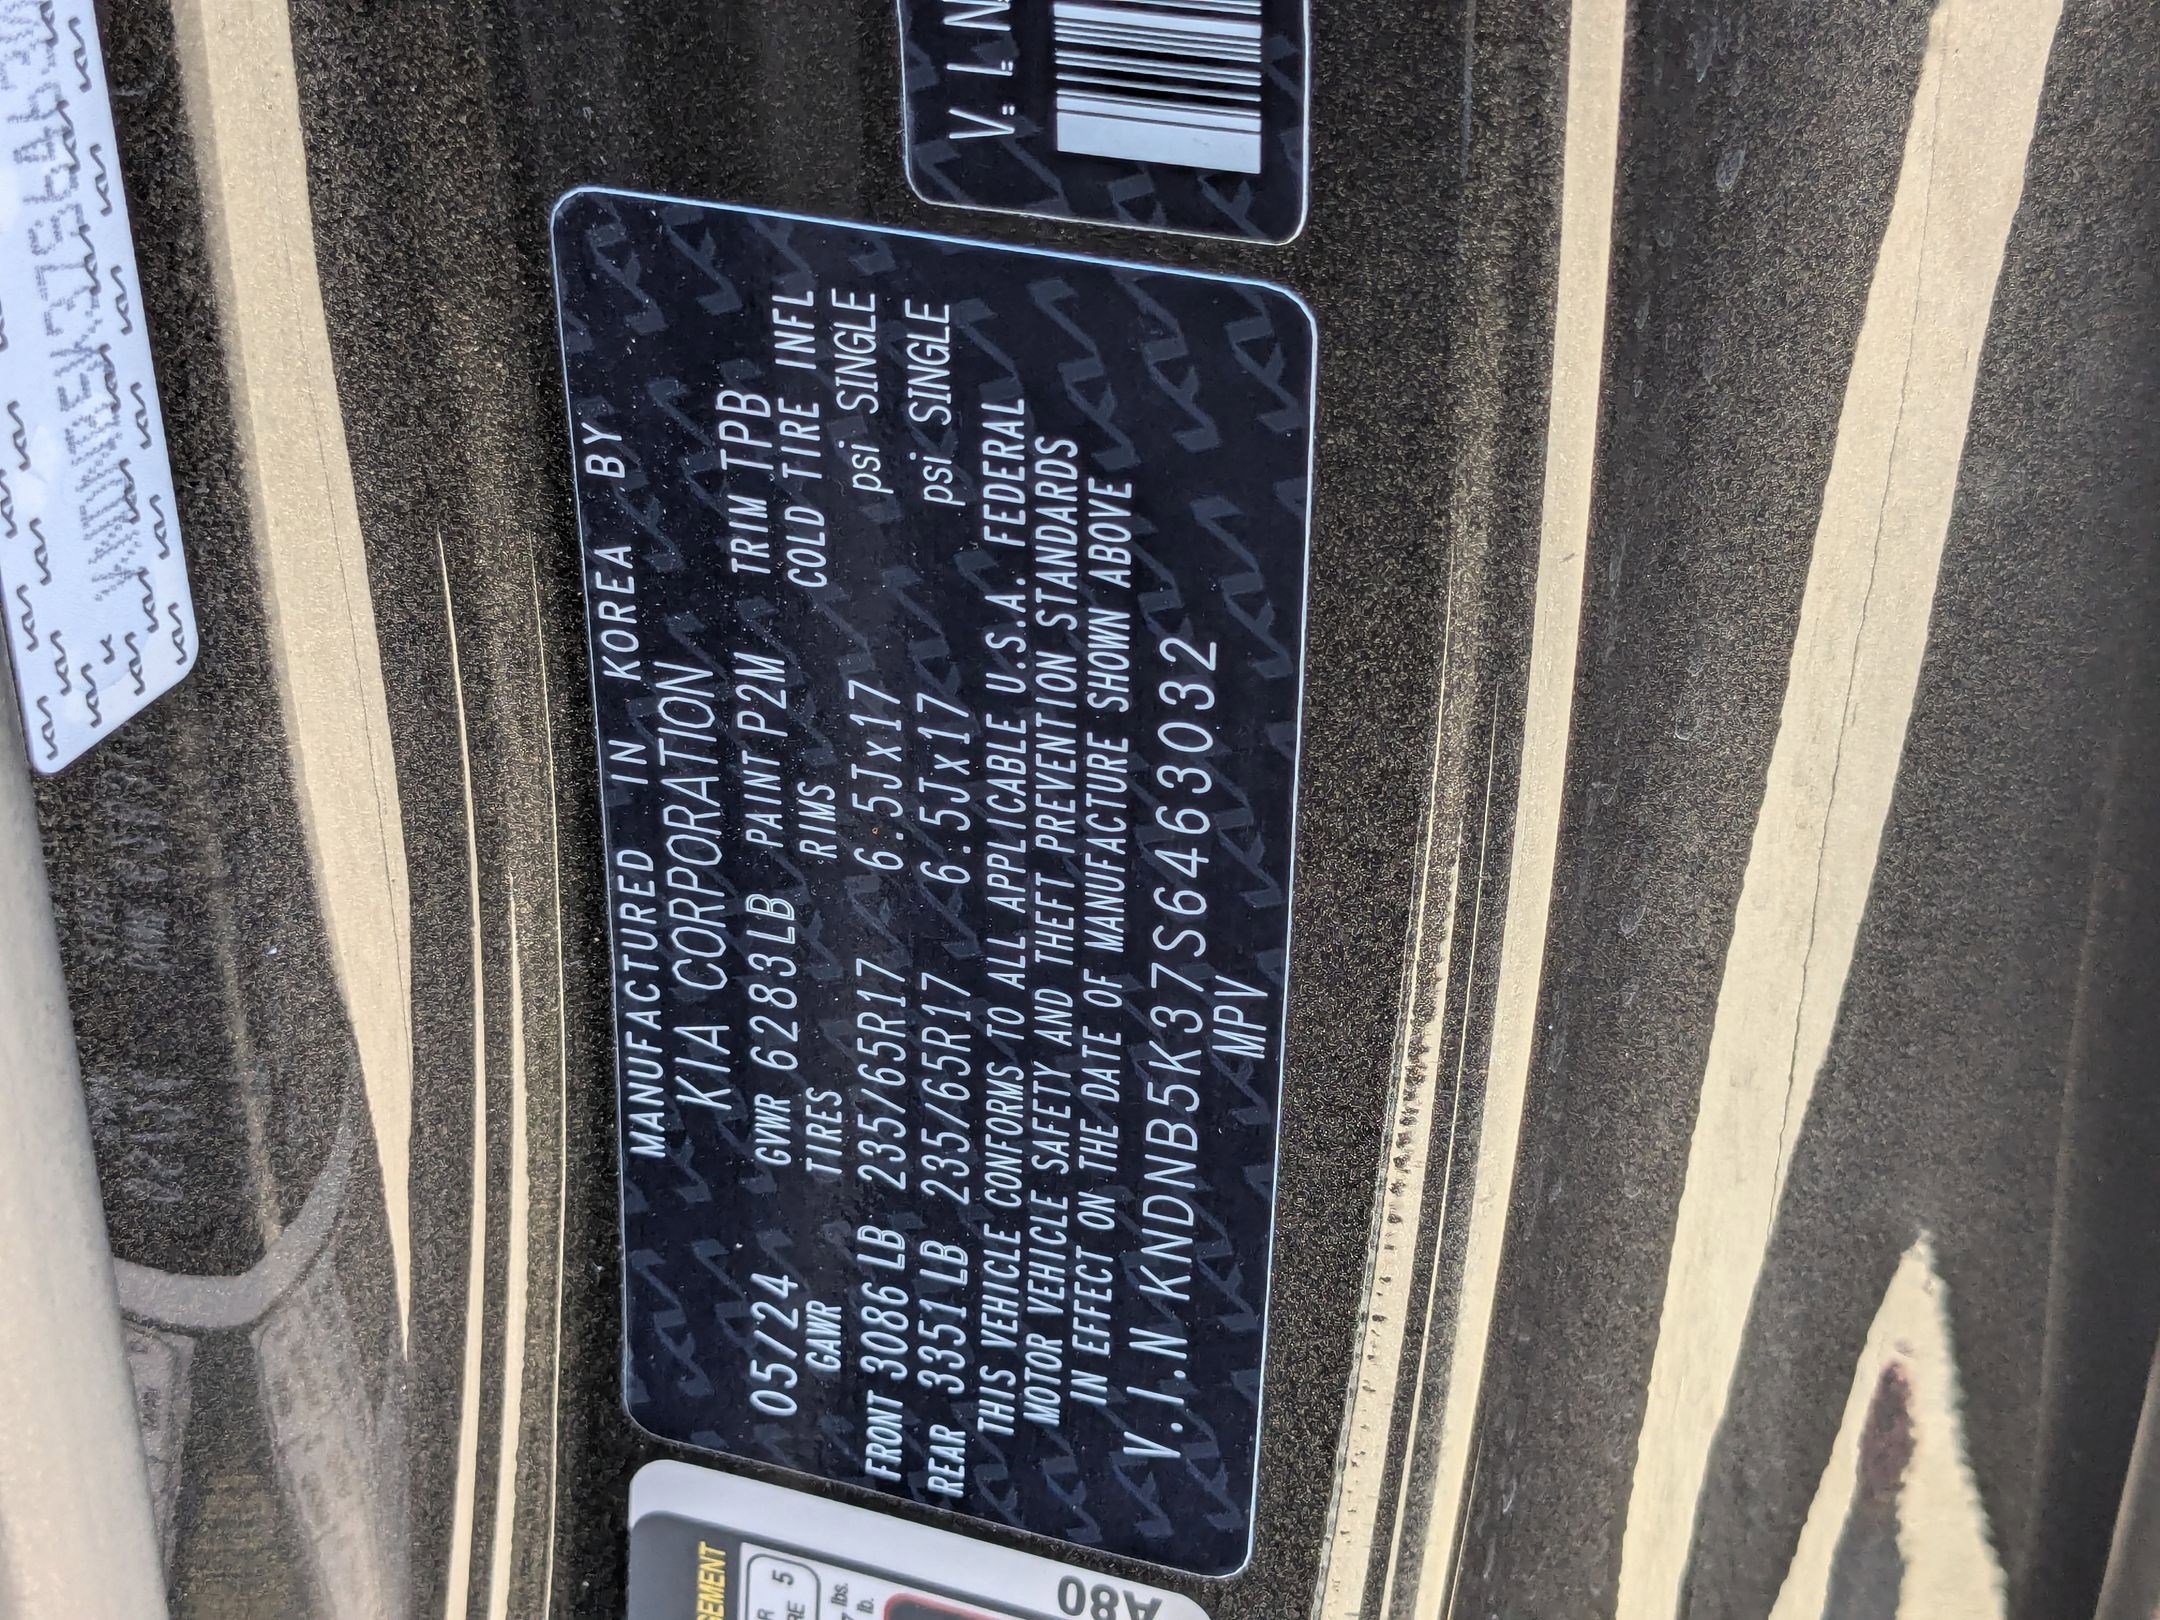 MANUFACTURED IN KOREA BY
KIA CORPORATION
05/24 GVWR 6283LB PAINT P2M TRIM TPB
GAWR TIRES RIMS COLD TIRE INFL
FRONT 3086 LB 235/65R17 6.5Jx17 psi SINGLE
REAR 3351 LB 235/65R17 6.5Jx17 psi SINGLE
THIS VEHICLE CONFORMS TO ALL APPLICABLE U.S.A. FEDERAL
MOTOR VEHICLE SAFETY AND THEFT PREVENTION STANDARDS
IN EFFECT ON THE DATE OF MANUFACTURE SHOWN ABOVE
V.I.N KNDNB5K37S6463032
MPV
V.I.N
5
lbs.
lb.
A80